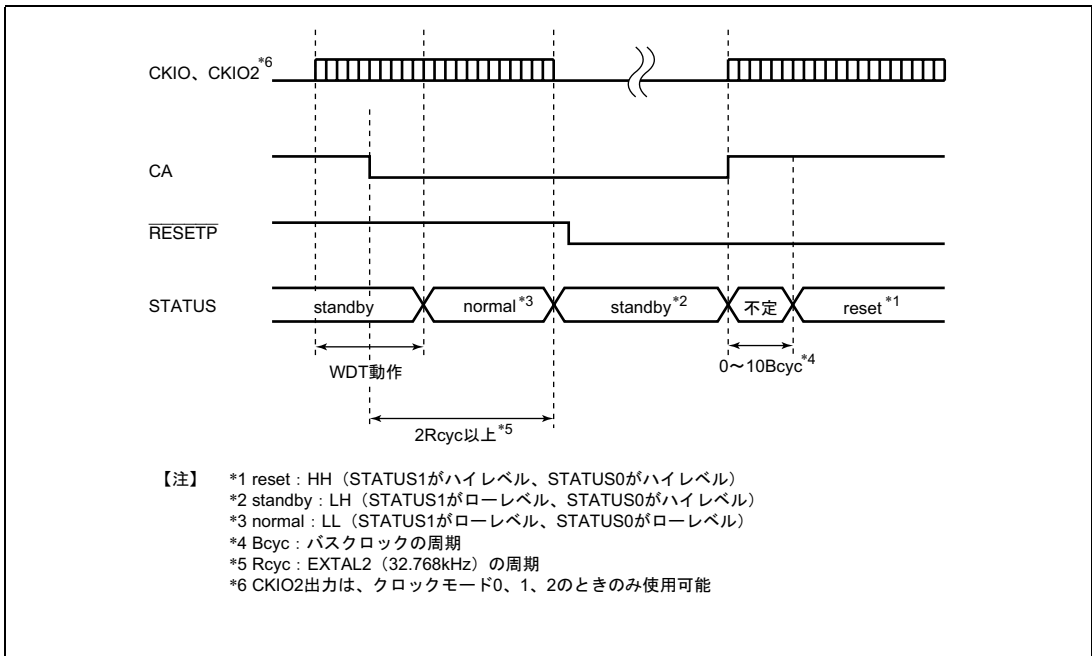 CKIO、CKIO2*6
CA
RESETP
STATUS
standby
normal*3
standby*2
不定
reset*1
WDT動作
0～10Bcyc*4
2Rcyc以上*5
【注】 *1 reset：HH（STATUS1がハイレベル、STATUS0がハイレベル）
*2 standby：LH（STATUS1がローレベル、STATUS0がハイレベル）
*3 normal：LL（STATUS1がローレベル、STATUS0がローレベル）
*4 Bcyc：バスクロックの周期
*5 Rcyc：EXTAL2（32.768kHz）の周期
*6 CKIO2出力は、クロックモード0、1、2のときのみ使用可能